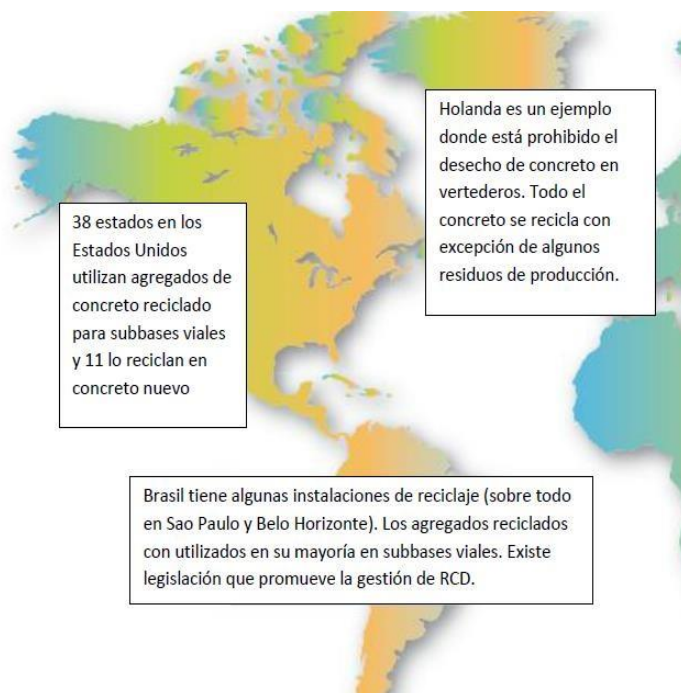 Holanda es un ejemplo
donde está prohibido el
desecho de concreto en
vertederos. Todo el
concreto se recicla con
excepción de algunos
residuos de producción.
38 estados en los
Estados Unidos
utilizan agregados de
concreto reciclado
para subbases viales
y 11 lo reciclan en
concreto nuevo
Brasil tiene algunas instalaciones de reciclaje (sobre todo
en Sao Paulo y Belo Horizonte). Los agregados reciclados
con utilizados en su mayoría en subbases viales. Existe
legislación que promueve la gestión de RCD.